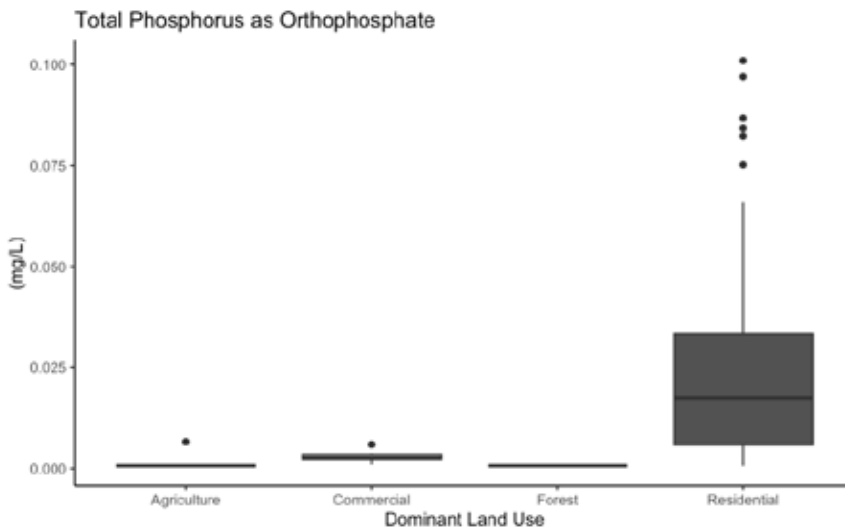 Total Phosphorus as Orthophosphate
0.100
0.075
0.050
0.025
0.000
(mg/L)
Agriculture Commercial Forest Residential
Dominant Land Use